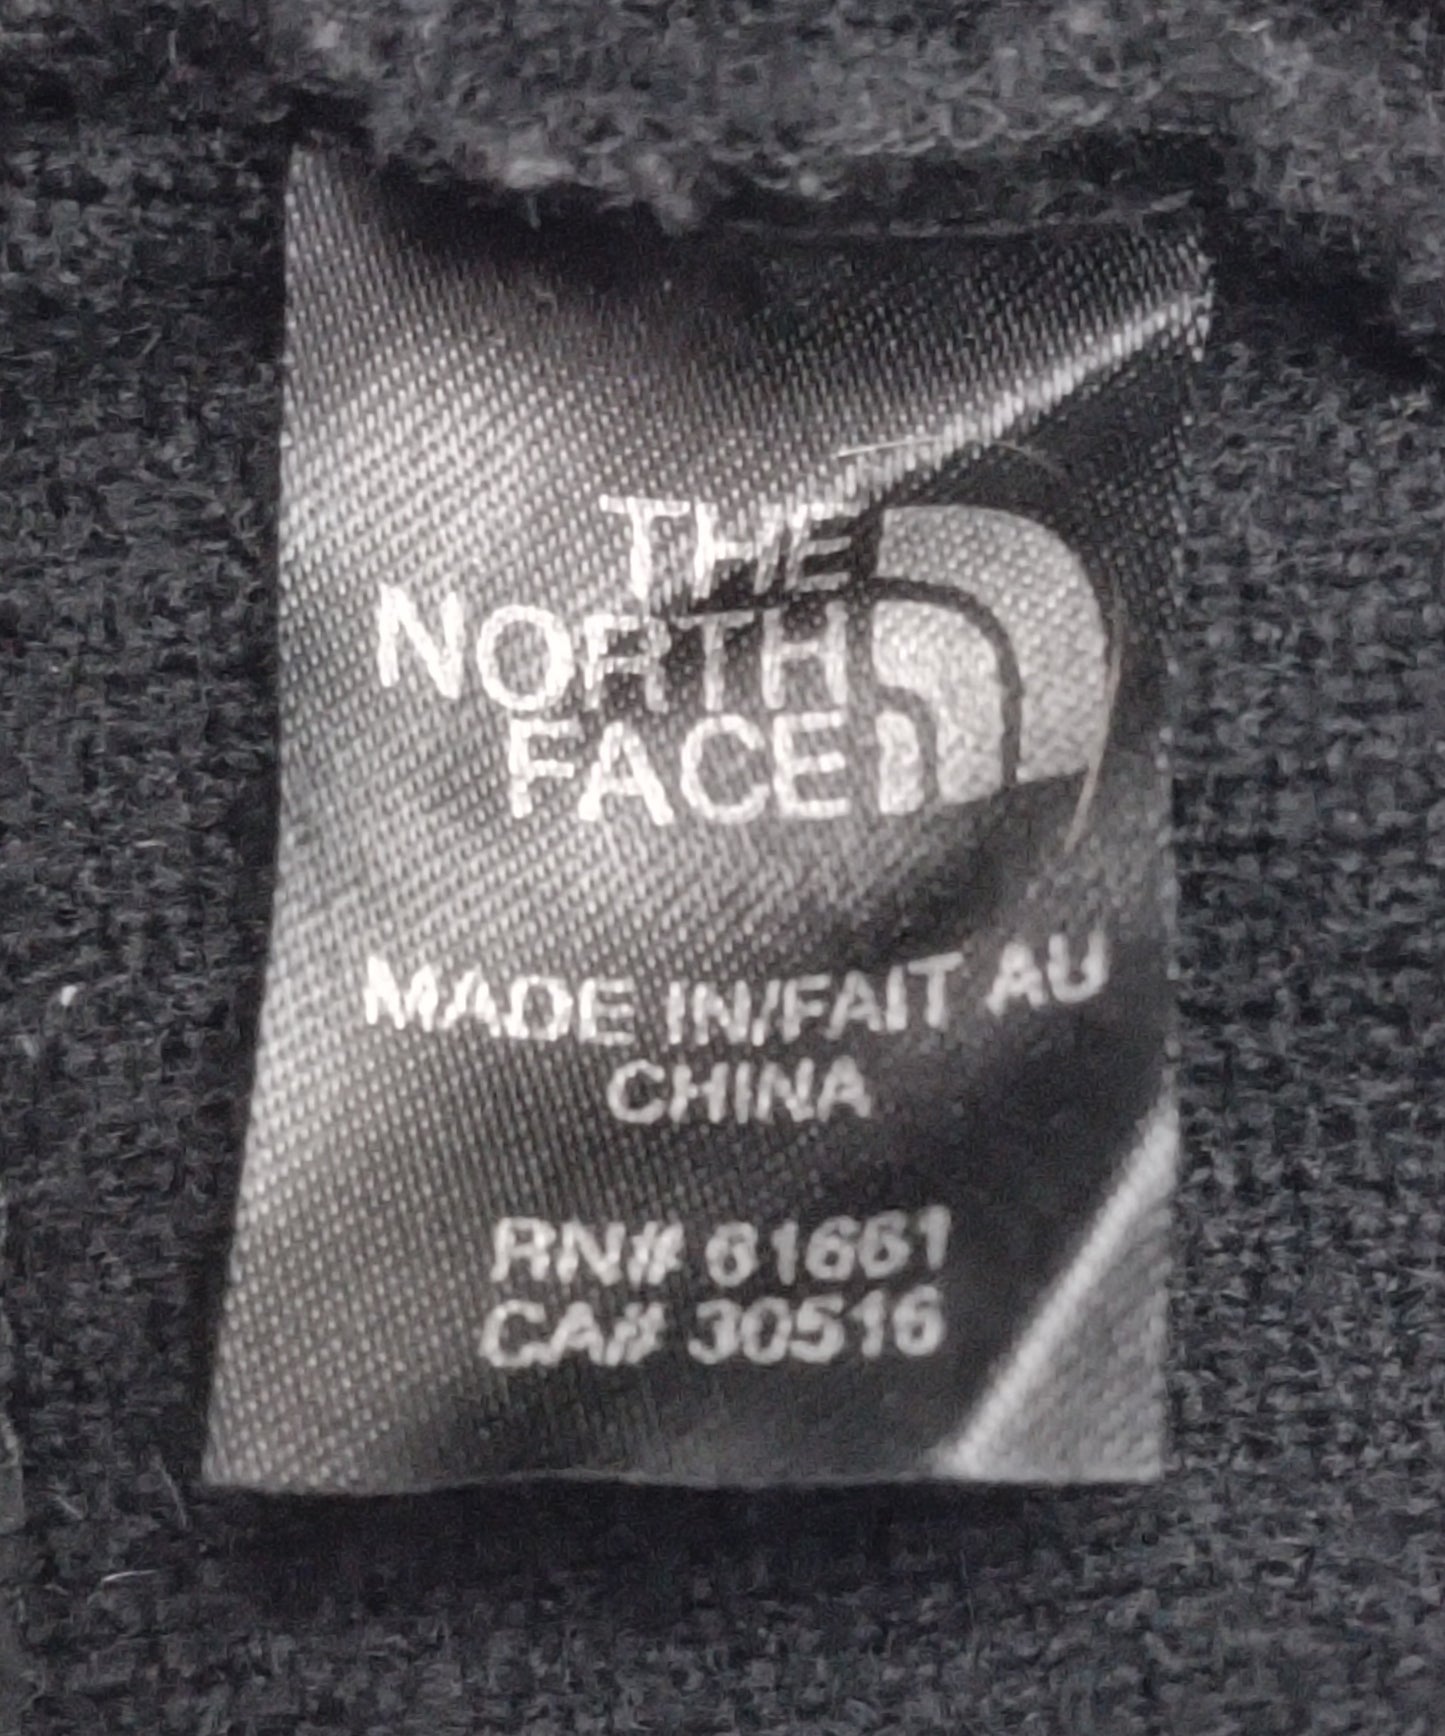 THE
NORTH
FACE
MADE IN/FAIT AU
CHINA
RN# 61661
CA# 30516